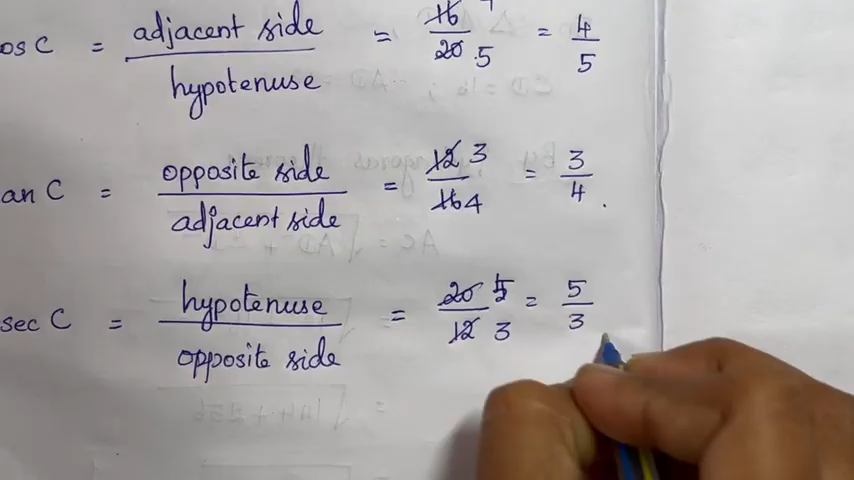 os C = adjacent side / hypotenuse = 16 4 / 20 5 = 4 / 5
an C = opposite side / adjacent side = 12 3 / 16 4 = 3 / 4 .
sec C = hypotenuse / opposite side = 20 5 / 12 3 = 5 / 3